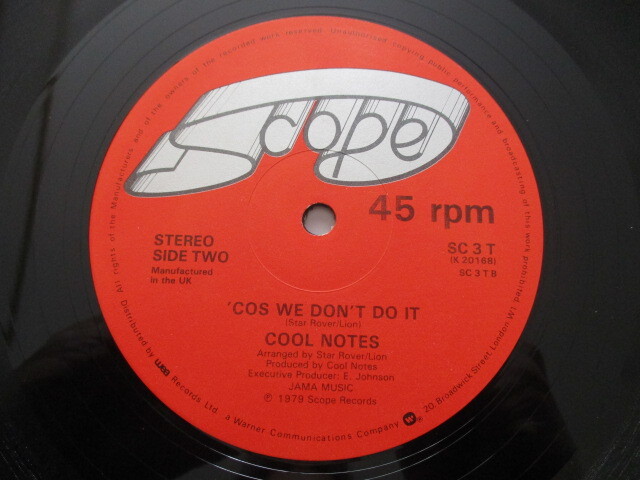 All rights of the Manufacturers and of the owners of the recorded work reserved. Unauthorised copying public performance and broadcasting of this work prohibited.
Scope
45 rpm
STEREO
SIDE TWO
Manufactured
in the UK
SC 3 T
(K 20168)
SC 3 T B
'COS WE DON'T DO IT
(Star Rover/Lion)
COOL NOTES
Arranged by Star Rover/Lion
Produced by Cool Notes
Executive Producer: E. Johnson
JAMA MUSIC
℗ 1979 Scope Records
Distributed by wea Records Ltd. a Warner Communications Company W ® 20, Broadwick Street, London W1